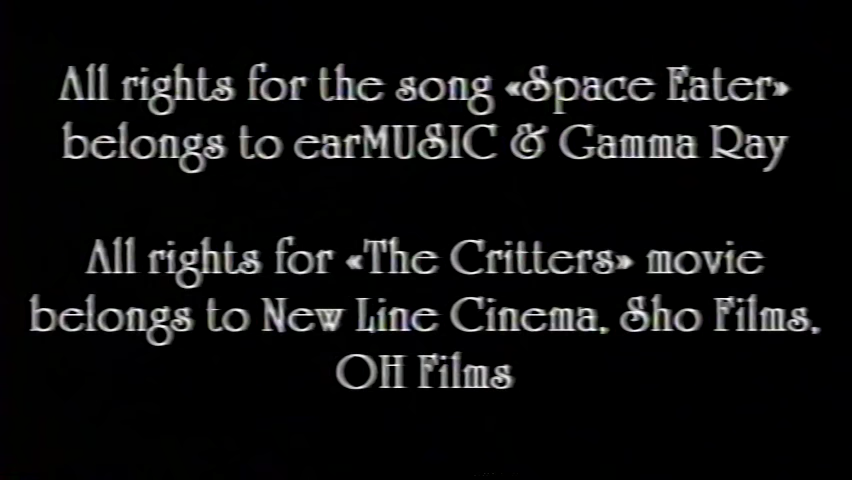 All rights for the song «Space Eater»
belongs to earMUSIC & Gamma Ray
All rights for «The Critters» movie
belongs to New Line Cinema, Sho Films,
OH Films